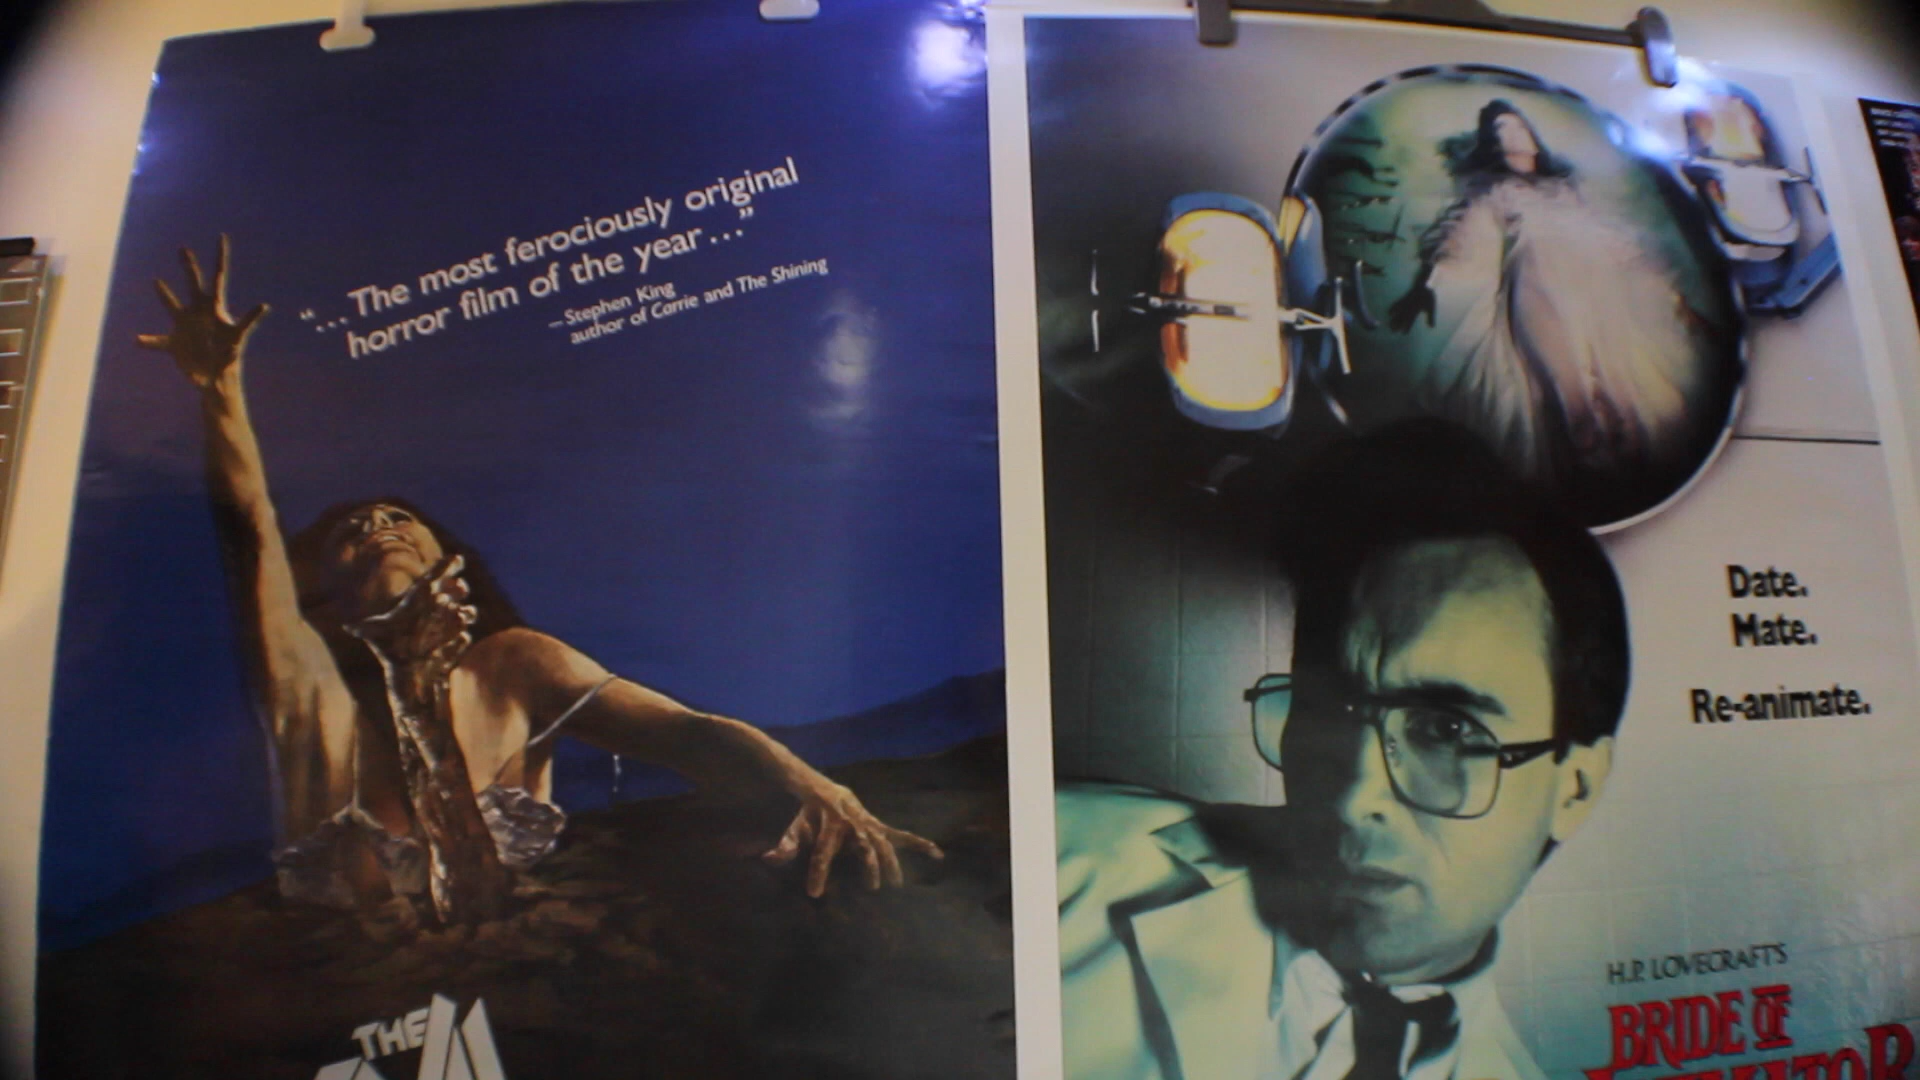 "...The most ferociously original
horror film of the year..."
—Stephen King
author of Carrie and The Shining
THE
Date.
Mate.
Re-animate.
H.P. LOVECRAFT'S
BRIDE OF